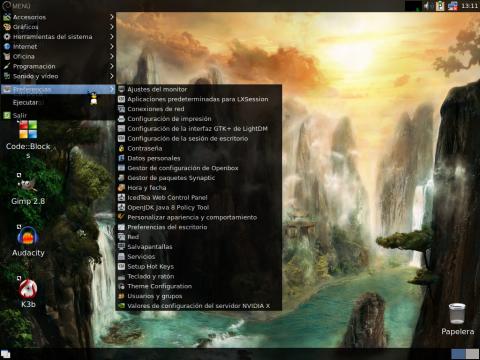 MENÚ
13:11
Accesorios
Gráficos
Herramientas del sistema
Internet
Oficina
Programación
Sonido y vídeo
Preferencias
Ejecutar
Salir
Ajustes del monitor
Aplicaciones predeterminadas para LXSession
Conexiones de red
Configuración de impresión
Configuración de la interfaz GTK+ de LightDM
Configuración de la sesión de escritorio
Contraseña
Datos personales
Gestor de configuración de Openbox
Gestor de paquetes Synaptic
Hora y fecha
IcedTea Web Control Panel
OpenJDK Java 8 Policy Tool
Personalizar apariencia y comportamiento
Preferencias del escritorio
Red
Salvapantallas
Servicios
Setup Hot Keys
Teclado y ratón
Theme Configuration
Usuarios y grupos
Valores de configuración del servidor NVIDIA X
Code::Block
s
Gimp 2.8
Audacity
K3b
Papelera